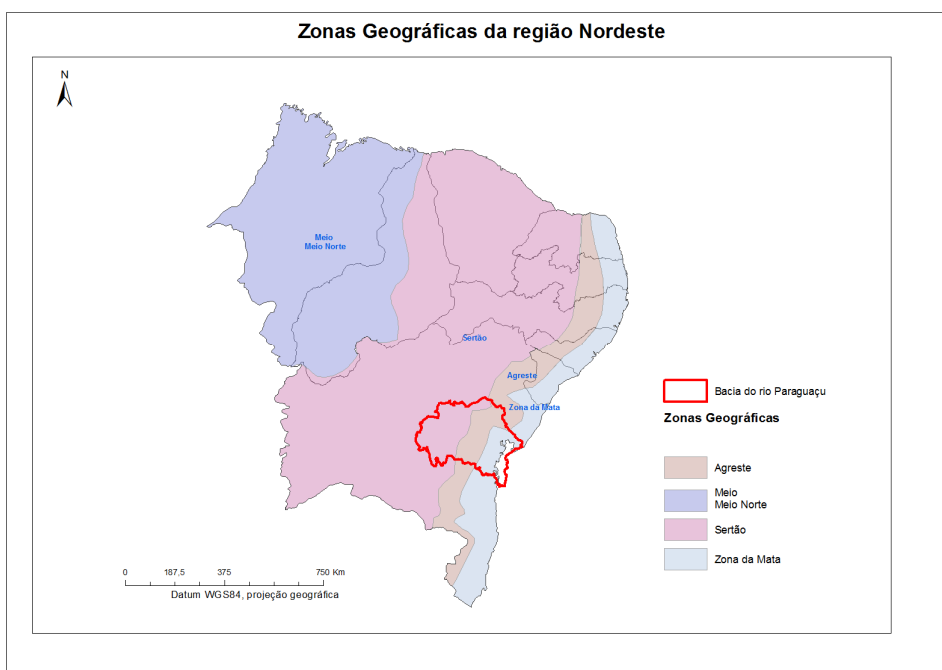 Zonas Geográficas da região Nordeste
N
Meio
Meio Norte
Sertão
Agreste
Zona da Mata
Bacia do rio Paraguaçu
Zonas Geográficas
Agreste
Meio
Meio Norte
Sertão
Zona da Mata
0 187,5 375 750 Km
Datum WGS84, projeção geográfica